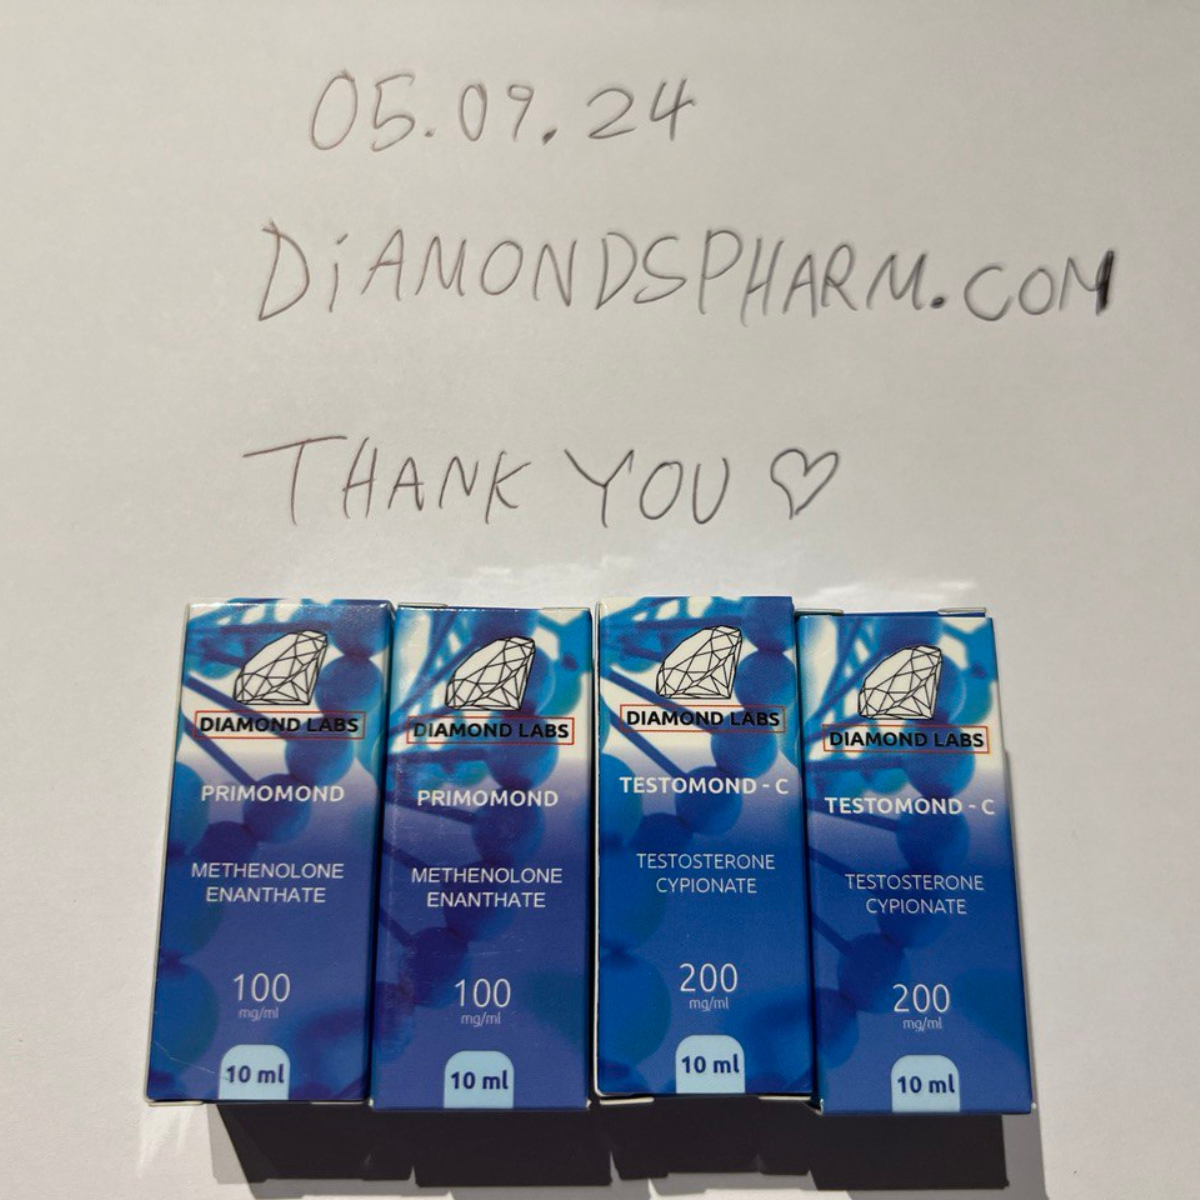 05.09.24
DiAMONDSPHARM.COM
THANK YOU ♡
DIAMOND LABS
PRIMOMOND
METHENOLONE
ENANTHATE
100
mg/ml
10 ml
DIAMOND LABS
PRIMOMOND
METHENOLONE
ENANTHATE
100
mg/ml
10 ml
DIAMOND LABS
TESTOMOND - C
TESTOSTERONE
CYPIONATE
200
mg/ml
10 ml
DIAMOND LABS
TESTOMOND - C
TESTOSTERONE
CYPIONATE
200
mg/ml
10 ml